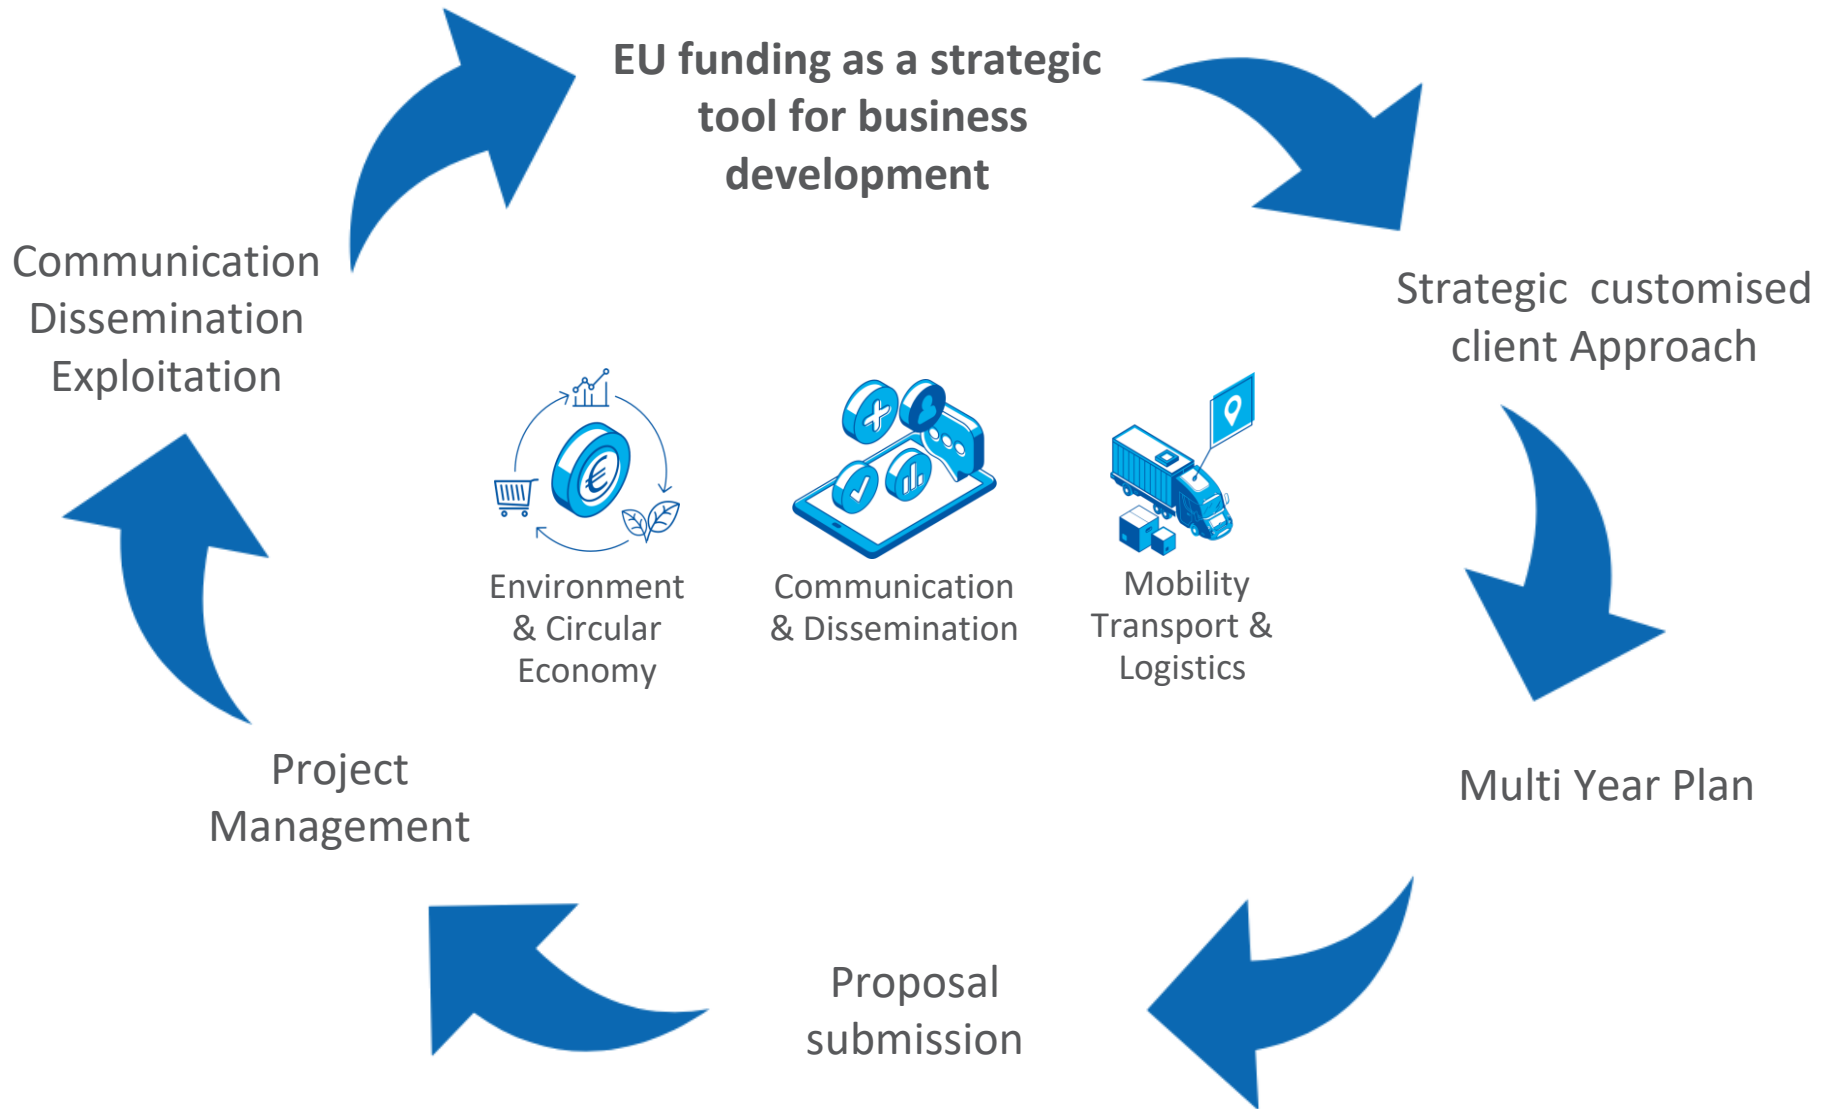 EU funding as a strategic
tool for business
development
Strategic  customised
client Approach
Multi Year Plan
Proposal
submission
Project
Management
Communication
Dissemination
Exploitation
Environment
& Circular
Economy
Communication
& Dissemination
Mobility
Transport &
Logistics